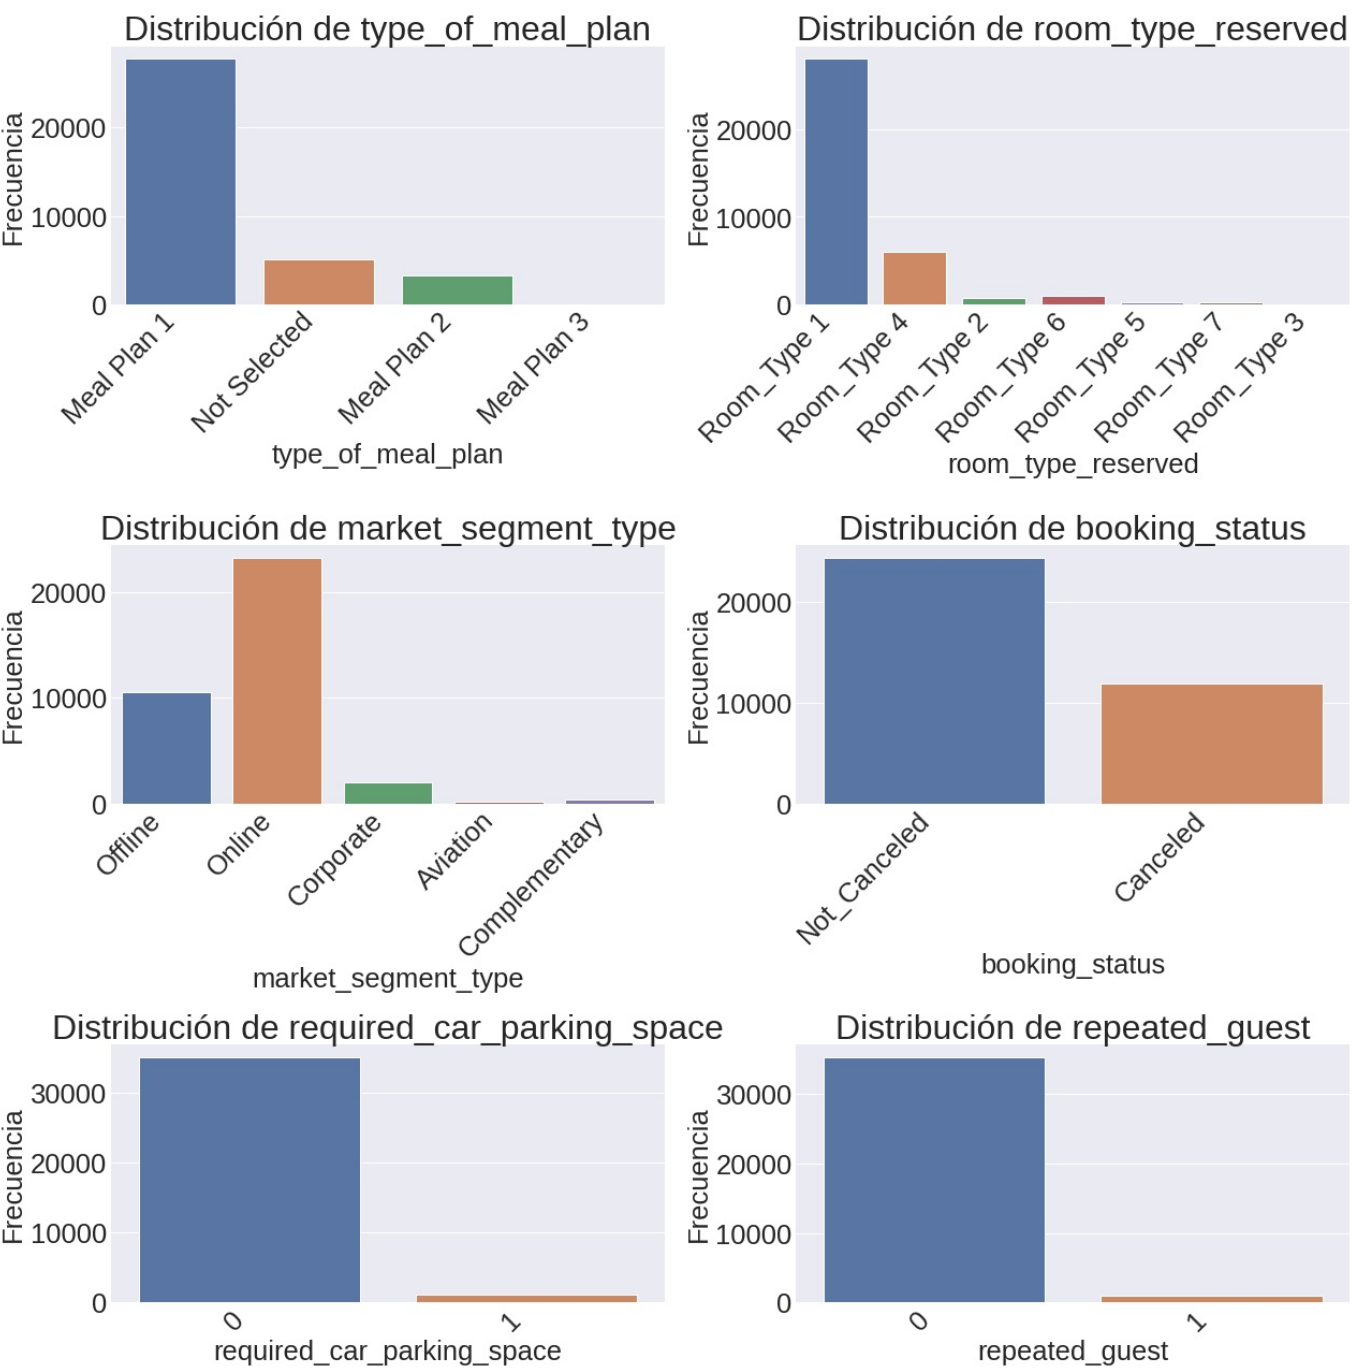 Distribución de type_of_meal_plan
Frecuencia
20000
10000
0
Meal Plan 1
Not Selected
Meal Plan 2
Meal Plan 3
type_of_meal_plan
Distribución de room_type_reserved
Frecuencia
20000
10000
0
Room_Type 1
Room_Type 4
Room_Type 2
Room_Type 6
Room_Type 5
Room_Type 7
Room_Type 3
room_type_reserved
Distribución de market_segment_type
Frecuencia
20000
10000
0
Offline
Online
Corporate
Aviation
Complementary
market_segment_type
Distribución de booking_status
Frecuencia
20000
10000
0
Not_Canceled
Canceled
booking_status
Distribución de required_car_parking_space
Frecuencia
30000
20000
10000
0
0
1
required_car_parking_space
Distribución de repeated_guest
Frecuencia
30000
20000
10000
0
0
1
repeated_guest